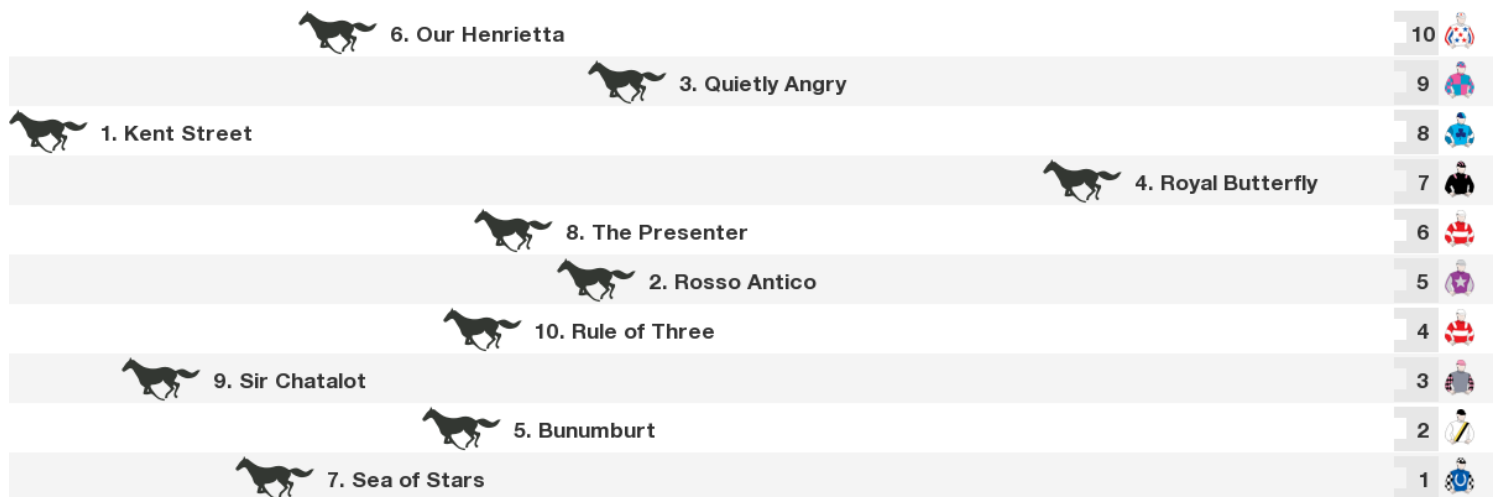 6. Our Henrietta 10
3. Quietly Angry 9
1. Kent Street 8
4. Royal Butterfly 7
8. The Presenter 6
2. Rosso Antico 5
10. Rule of Three 4
9. Sir Chatalot 3
5. Bunumburt 2
7. Sea of Stars 1